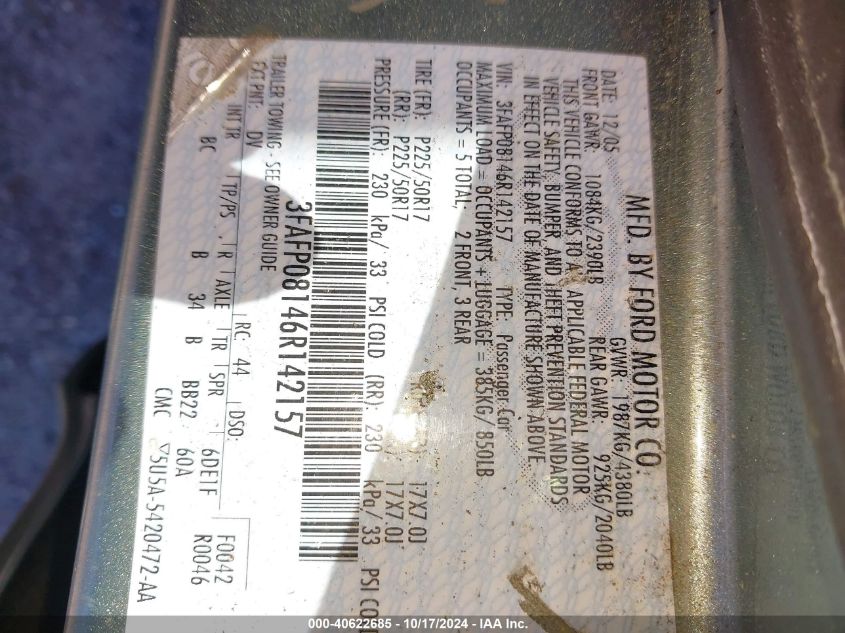 MFD. BY FORD MOTOR CO.
DATE: 12/05 GVWR: 1987KG/4380LB
FRONT GAWR: 1084KG/2390LB REAR GAWR: 925KG/2040LB
THIS VEHICLE CONFORMS TO ALL APPLICABLE FEDERAL MOTOR
VEHICLE SAFETY, BUMPER AND THEFT PREVENTION STANDARDS
IN EFFECT ON THE DATE OF MANUFACTURE SHOWN ABOVE.
VIN: 3FAFP08146R142157 TYPE: Passenger Car
MAXIMUM LOAD = OCCUPANTS + LUGGAGE = 385KG/ 850LB
OCCUPANTS = 5 TOTAL, 2 FRONT, 3 REAR
TIRE (FR): P225/50R17 17X7.0J
(RR): P225/50R17 17X7.0J
PRESSURE (FR): 230 kPa/ 33 PSI COLD (RR): 230 kPa/ 33 PSI COL
3FAFP08146R142157
TRAILER TOWING - SEE OWNER GUIDE
EXT PNT: DV RC: 44 DSO: F0042
INT TR TP/PS R AXLE TR SPR R0046
BC B 34 B BB22 6DE1F
60A
CMC ▽5U5A-5420472-AA
000-40622685 - 10/17/2024 - IAA Inc.